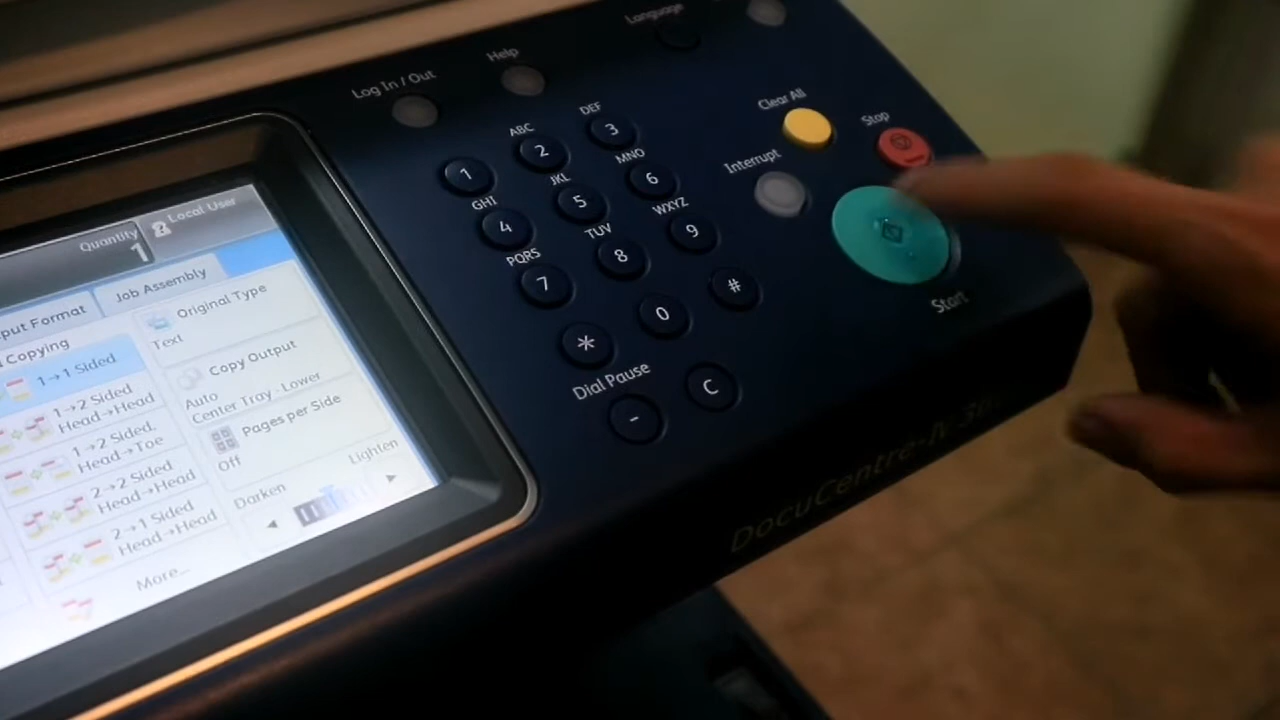 Language
Help
Log In / Out
Clear All
Stop
Interrupt
Start
1
ABC
2
DEF
3
GHI
4
JKL
5
MNO
6
PQRS
7
TUV
8
WXYZ
9
*
0
#
Dial Pause
-
C
Quantity
1
Local User
put Format
Job Assembly
Copying
1→1 Sided
1→2 Sided
Head→Head
1→2 Sided,
Head→Toe
2→2 Sided
Head→Head
2→1 Sided
Head→Head
More...
Original Type
Text
Copy Output
Auto
Center Tray - Lower
Pages per Side
Off
Lighten
Darken
DocuCentre-IV